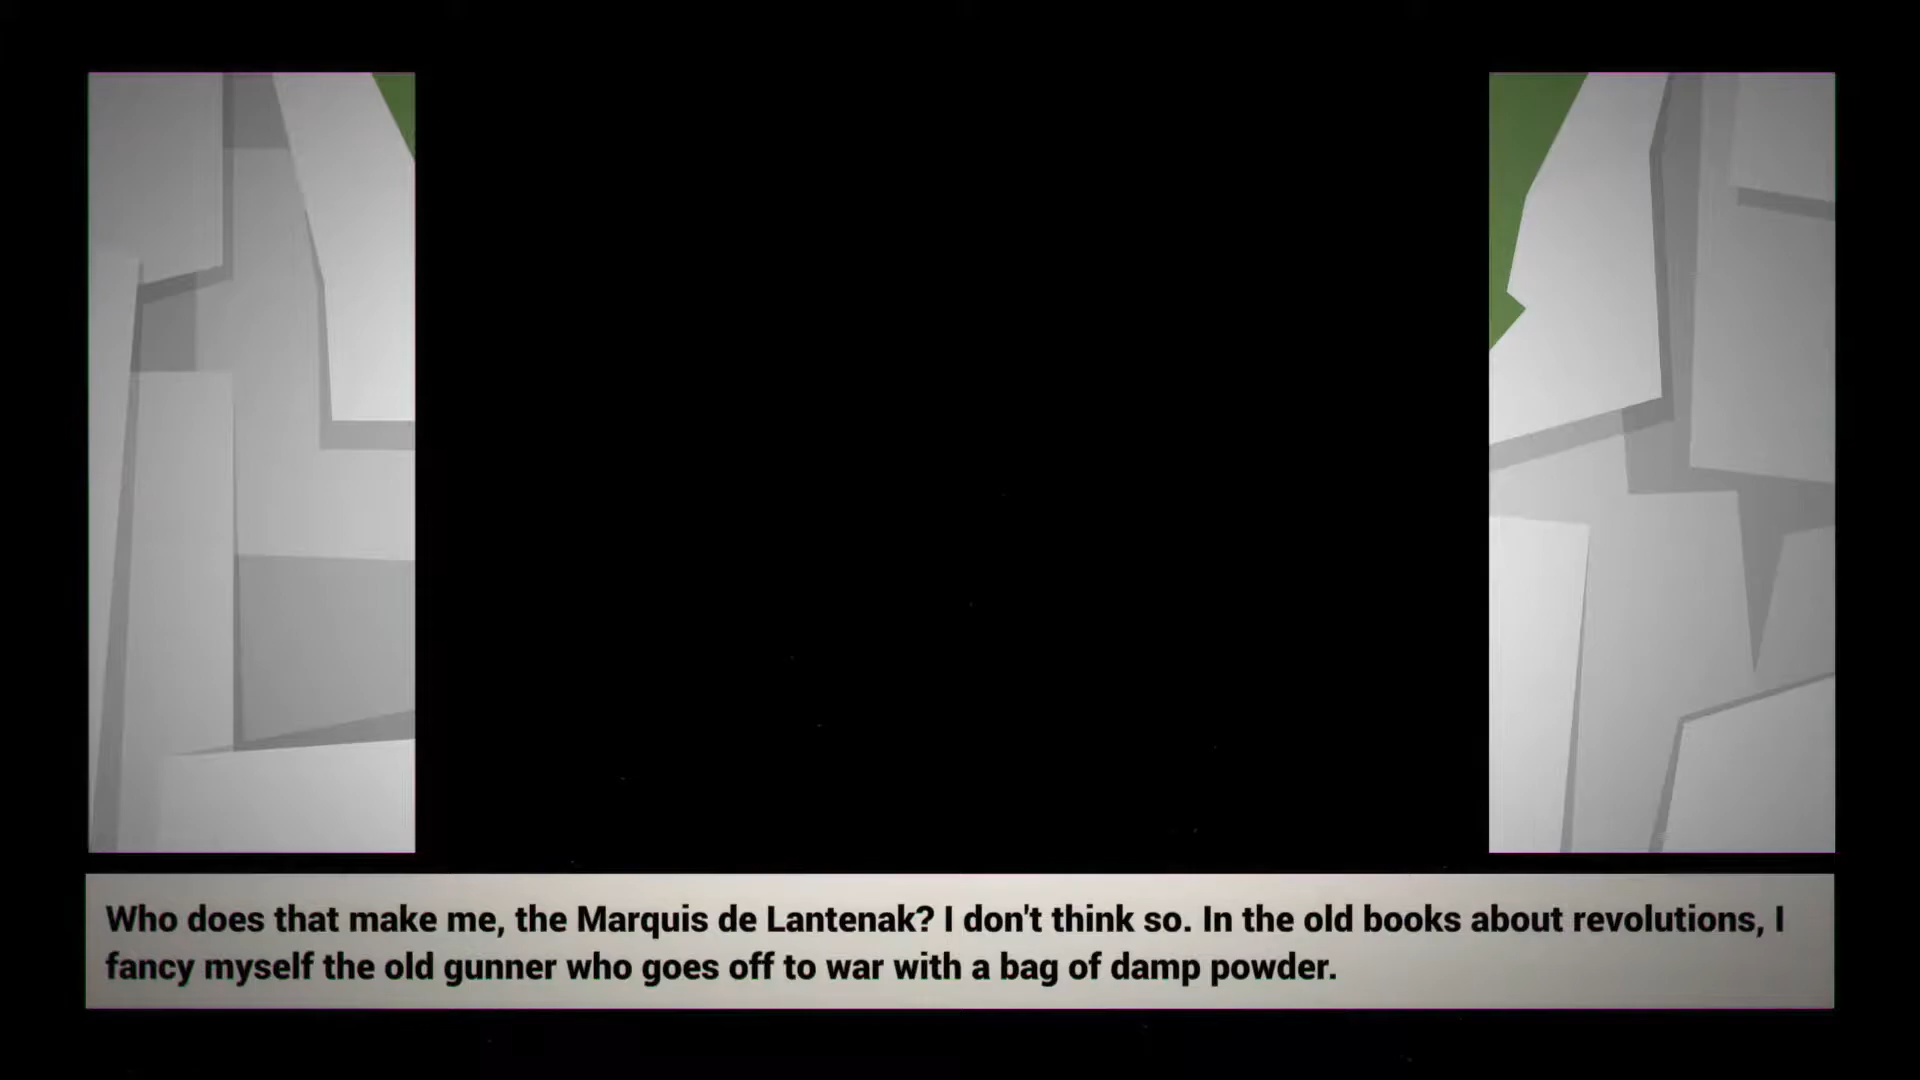 Who does that make me, the Marquis de Lantenak? I don't think so. In the old books about revolutions, I
fancy myself the old gunner who goes off to war with a bag of damp powder.